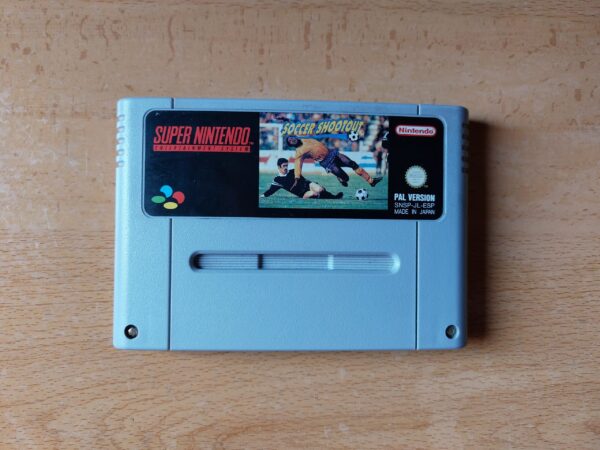 SUPER NINTENDO
ENTERTAINMENT SYSTEM
SOCCER SHOOTOUT
Nintendo
PAL VERSION
SNSP-JL-ESP
MADE IN JAPAN